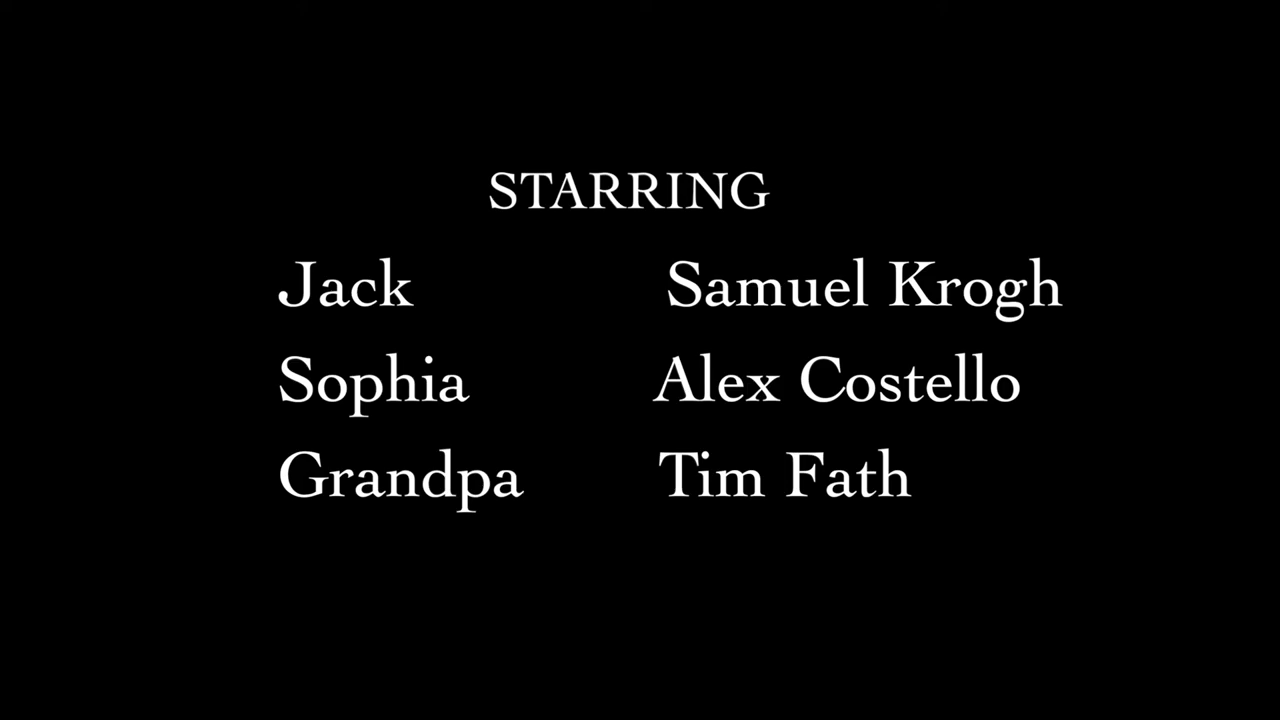 STARRING
Jack Samuel Krogh
Sophia Alex Costello
Grandpa Tim Fath